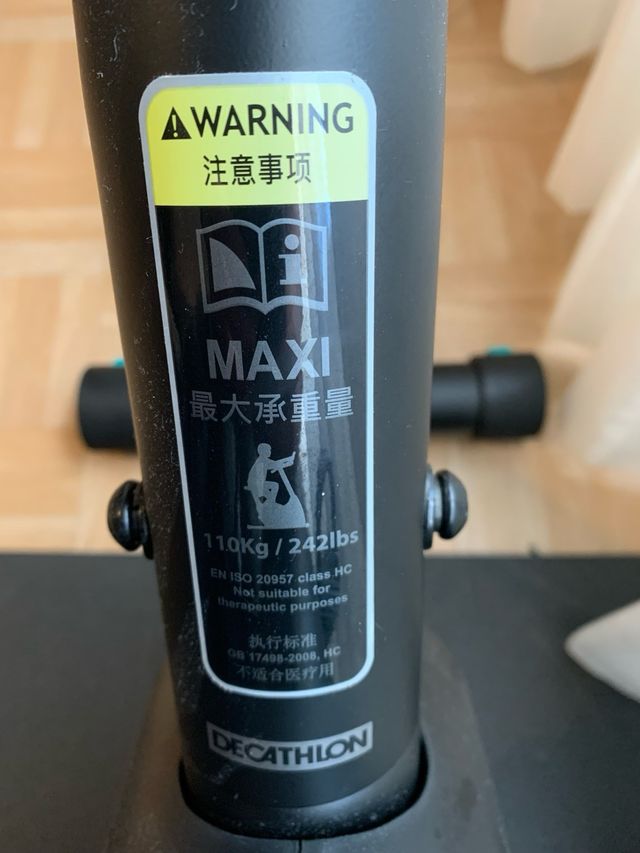 WARNING
注意事项
i
MAXI
最大承重量
110Kg / 242lbs
EN ISO 20957 class HC
Not suitable for
therapeutic purposes
执行标准
GB 17498-2008, HC
不适合医疗用
DECATHLON